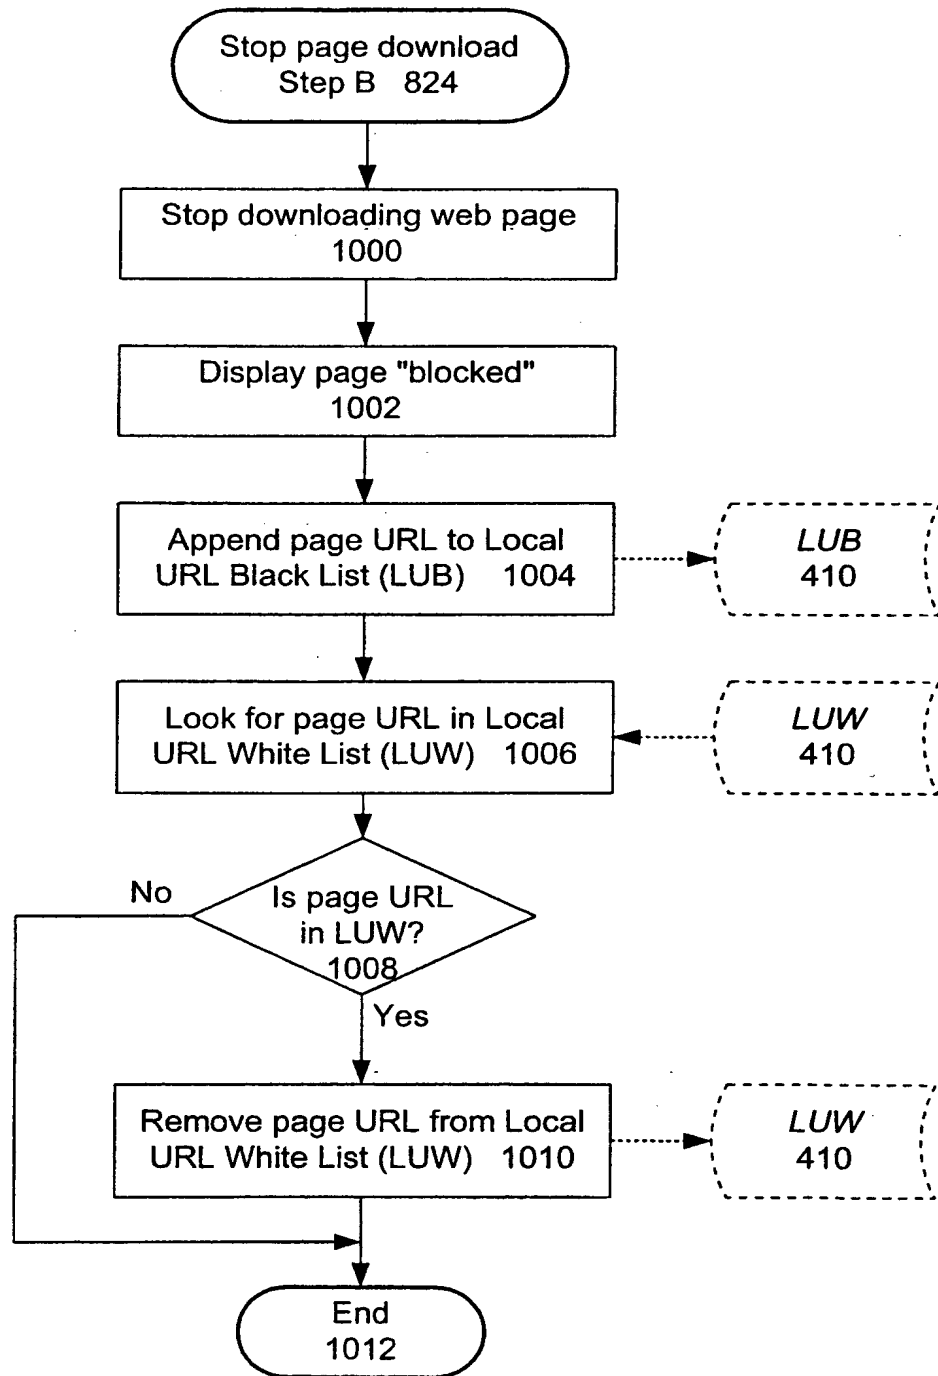 Stop page download
Step B 824
Stop downloading web page
1000
Display page "blocked"
1002
Append page URL to Local
URL Black List (LUB) 1004
LUB
410
Look for page URL in Local
URL White List (LUW) 1006
LUW
410
No
Is page URL
in LUW?
1008
Yes
Remove page URL from Local
URL White List (LUW) 1010
LUW
410
End
1012